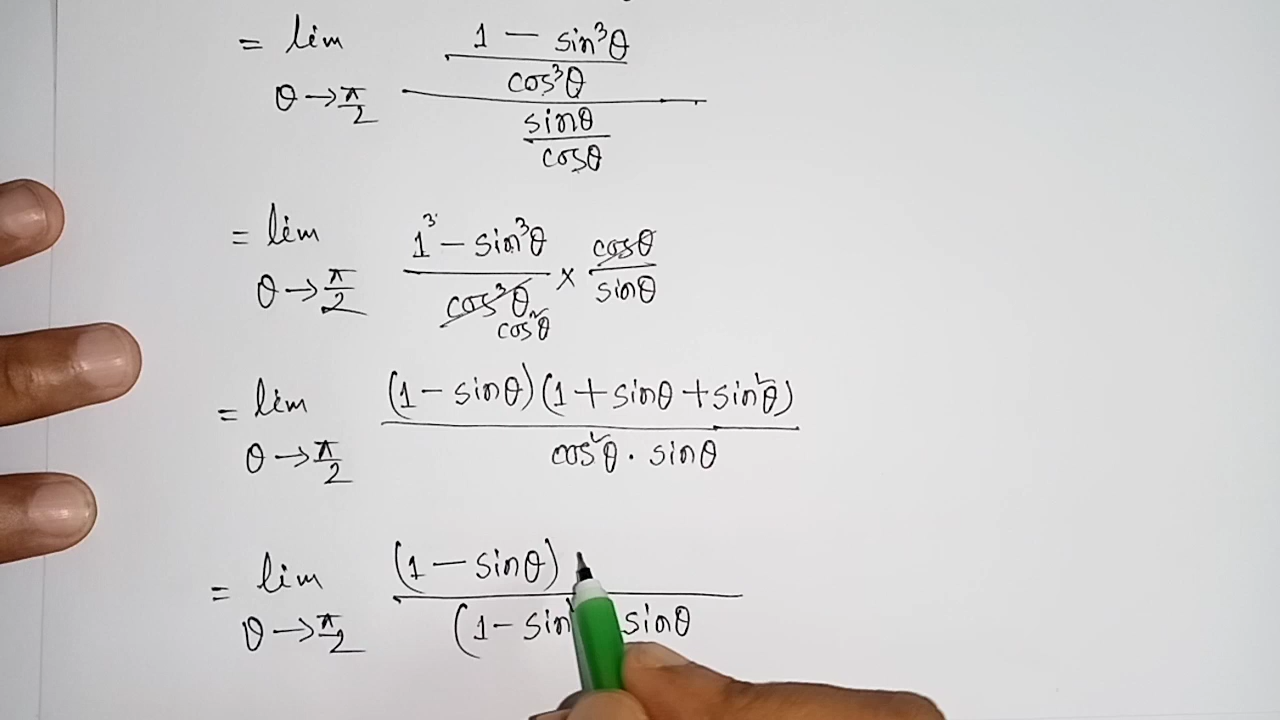 = lim θ→π/2 ((1 - sin³θ)/cos³θ)/(sinθ/cosθ)
= lim θ→π/2 (1³ - sin³θ)/cos³θ × cosθ/sinθ
cos²θ
= lim θ→π/2 (1 - sinθ)(1 + sinθ + sin²θ)/(cos²θ · sinθ)
= lim θ→π/2 (1 - sinθ)/(1 - sin sinθ